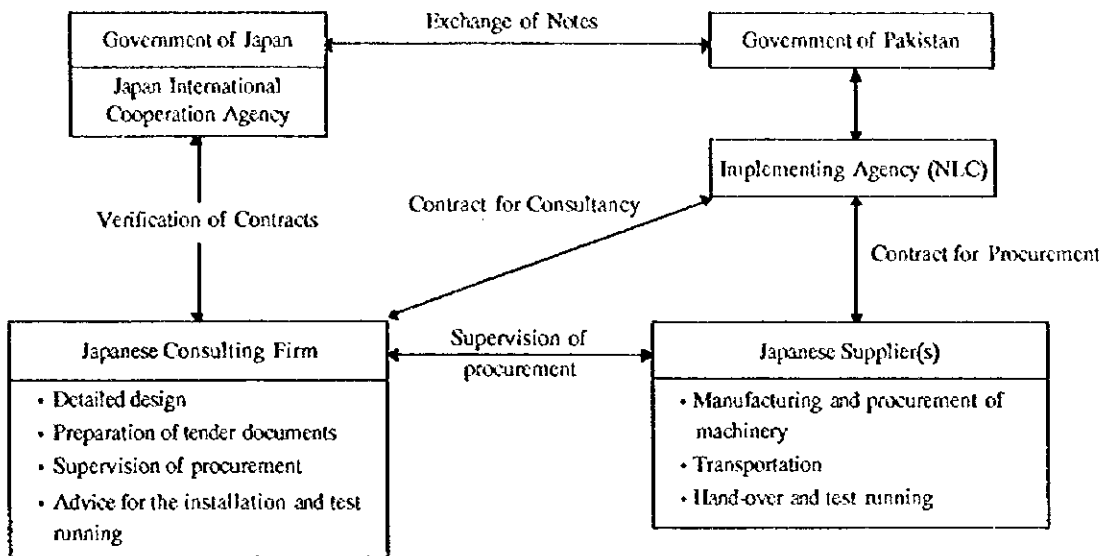 Exchange of Notes
Government of Japan
Government of Pakistan
Japan International
Cooperation Agency
Implementing Agency (NLC)
Contract for Consultancy
Verification of Contracts
Contract for Procurement
Japanese Consulting Firm
Supervision of
procurement
Japanese Supplier(s)
• Detailed design
• Preparation of tender documents
• Supervision of procurement
• Advice for the installation and test
running
• Manufacturing and procurement of
machinery
• Transportation
• Hand-over and test running